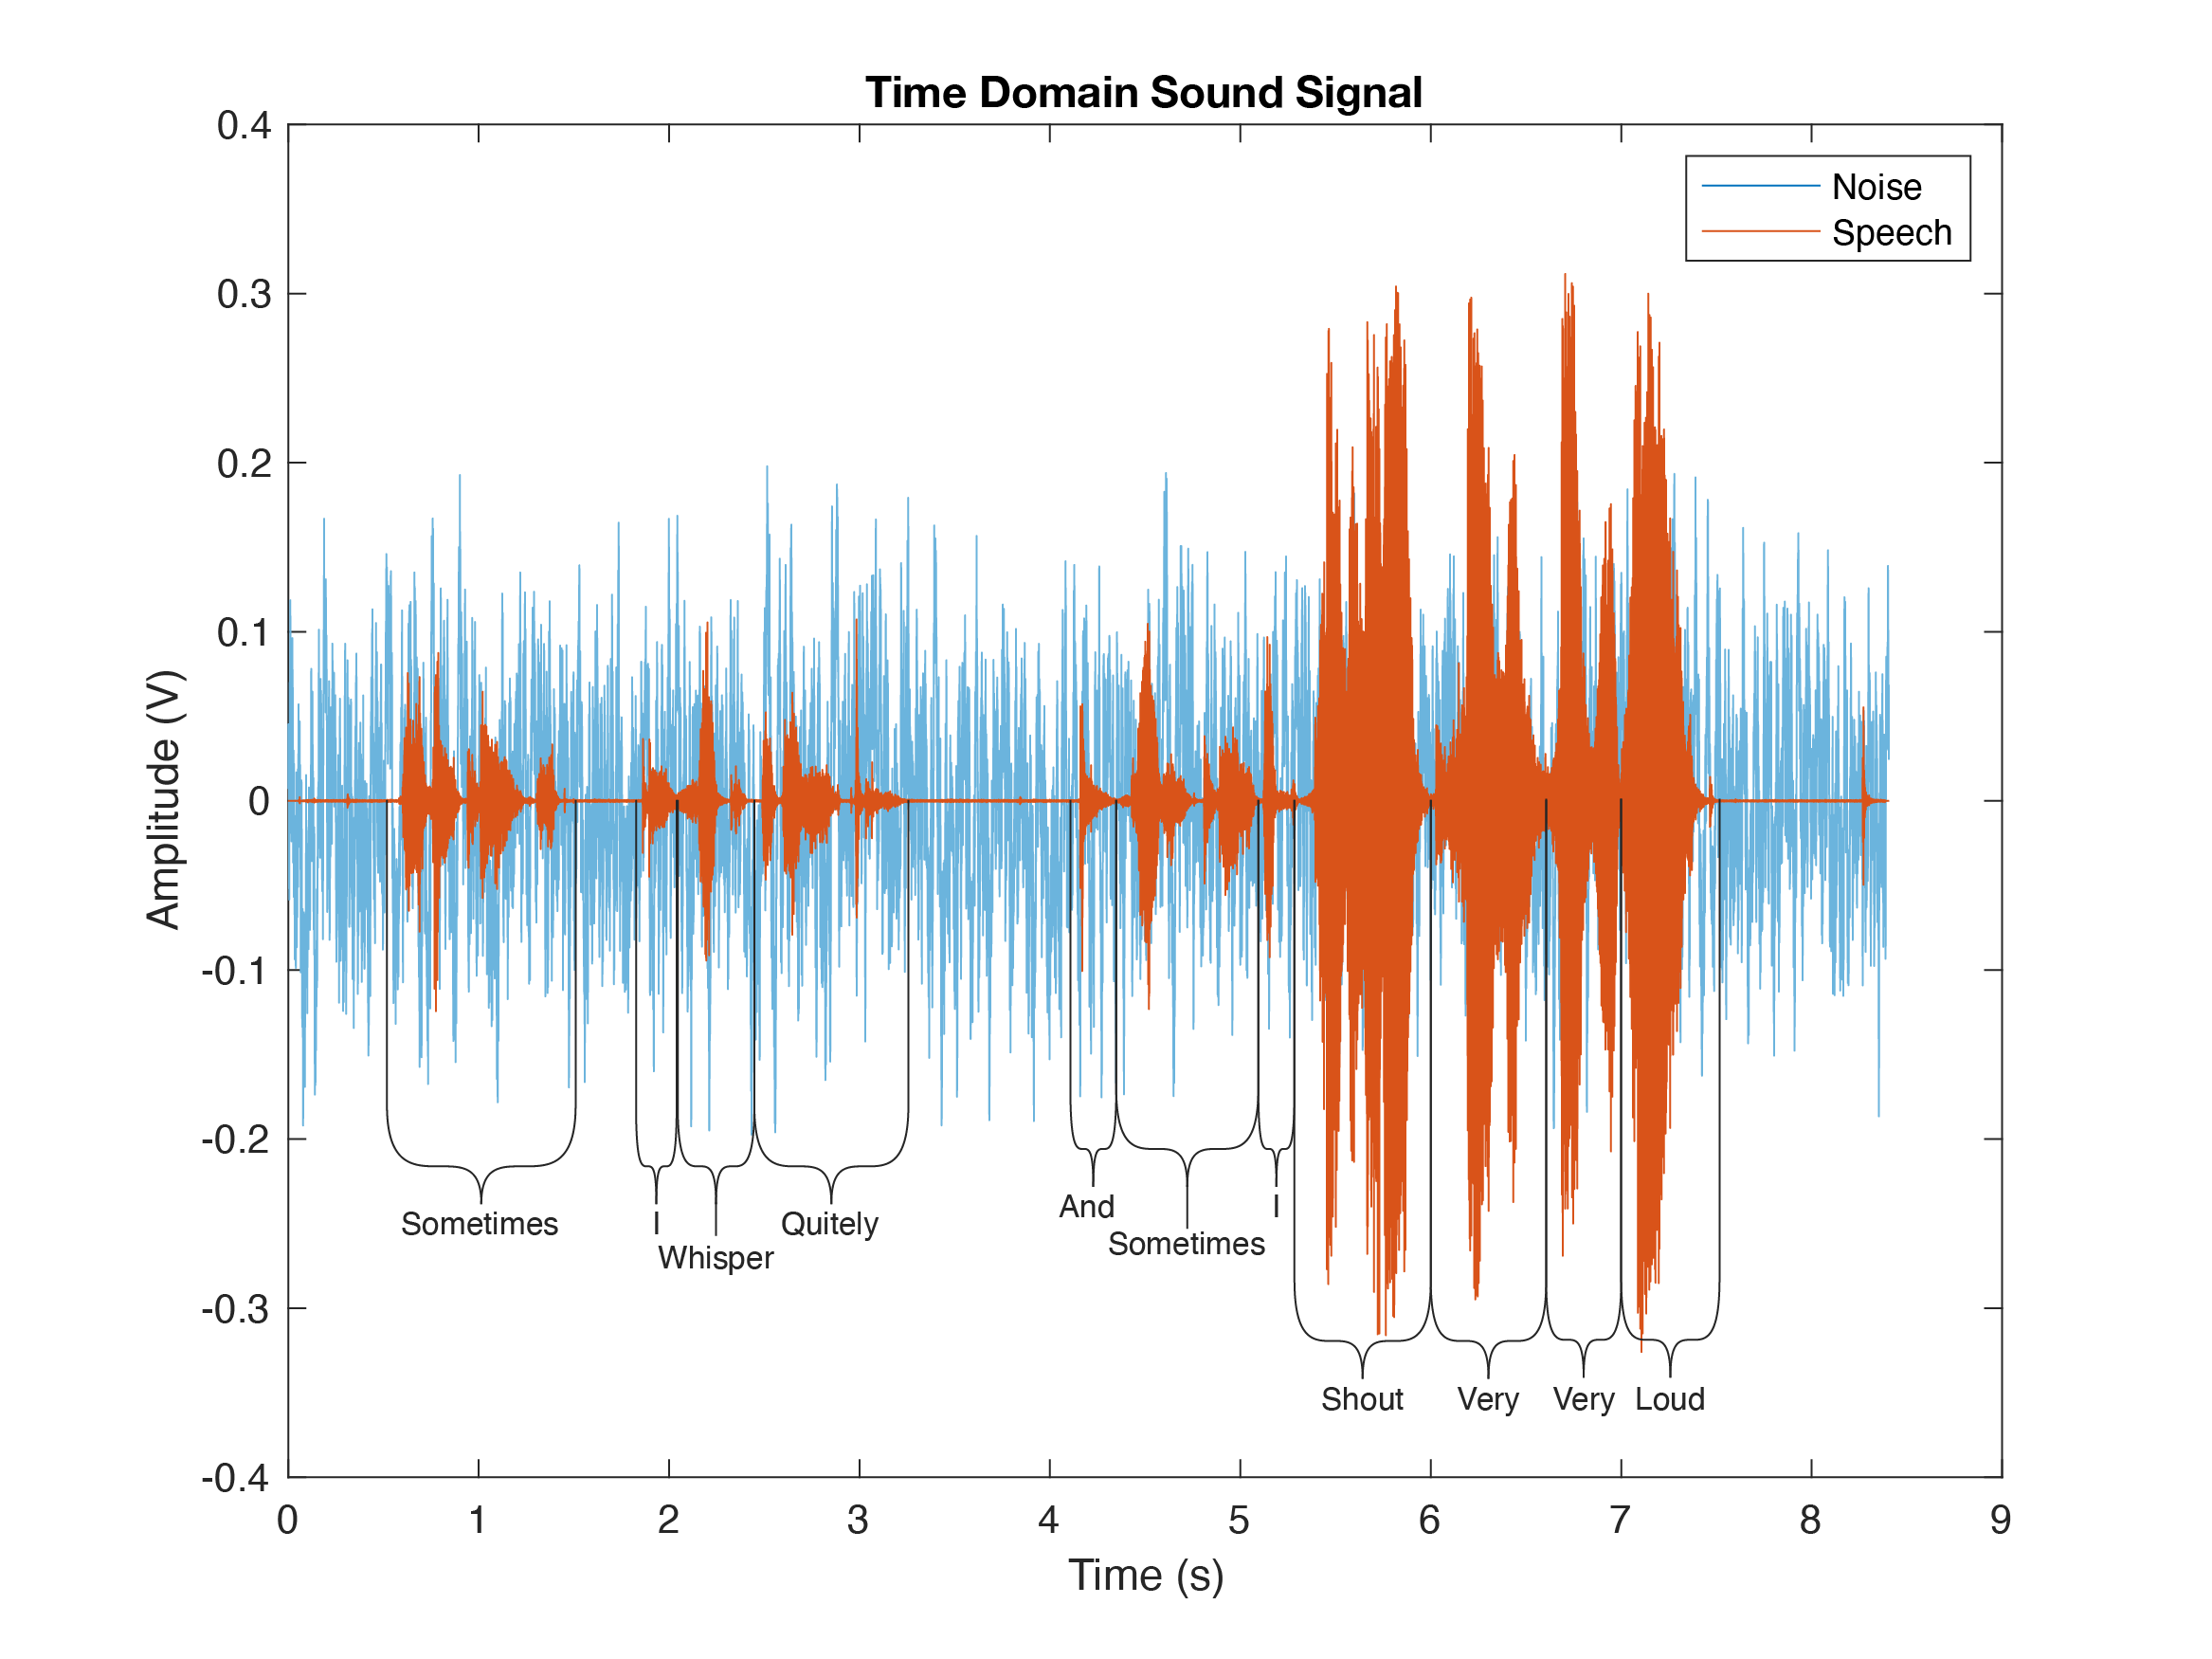 Time Domain Sound Signal
Noise
Speech
0.4
0.3
0.2
0.1
0
-0.1
-0.2
-0.3
-0.4
Amplitude (V)
Sometimes
I
Whisper
Quitely
And
Sometimes
I
Shout
Very
Very
Loud
0 1 2 3 4 5 6 7 8 9
Time (s)